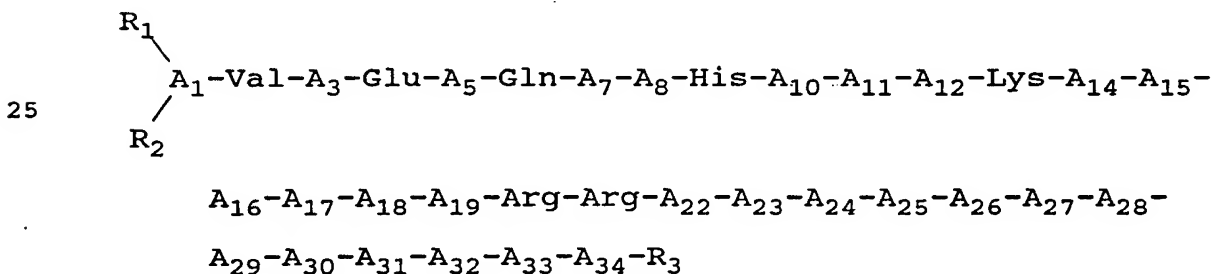 R₁
A₁-Val-A₃-Glu-A₅-Gln-A₇-A₈-His-A₁₀-A₁₁-A₁₂-Lys-A₁₄-A₁₅-
25
R₂
A₁₆-A₁₇-A₁₈-A₁₉-Arg-Arg-A₂₂-A₂₃-A₂₄-A₂₅-A₂₆-A₂₇-A₂₈-
A₂₉-A₃₀-A₃₁-A₃₂-A₃₃-A₃₄-R₃